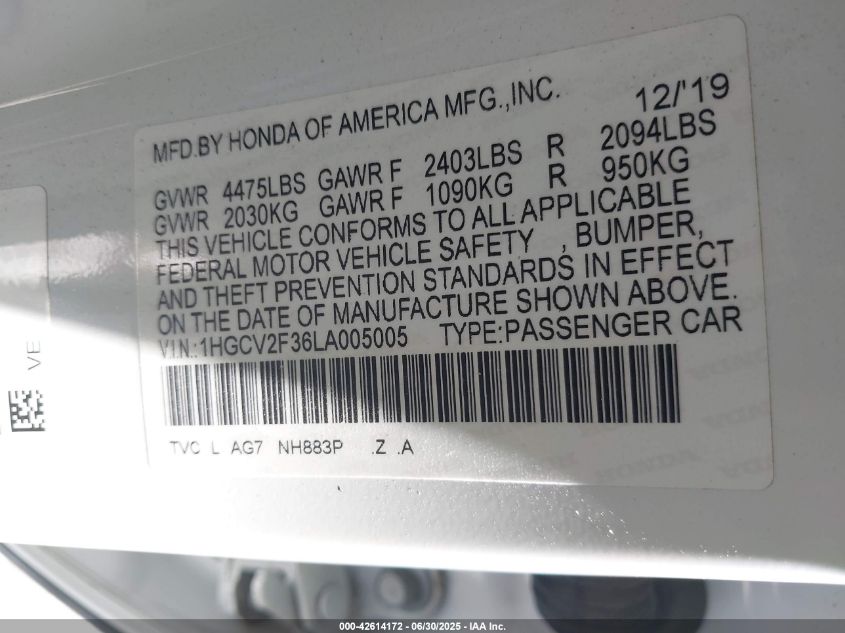 MFD.BY HONDA OF AMERICA MFG.,INC. 12/'19
GVWR 4475LBS GAWR F 2403LBS R 2094LBS
GVWR 2030KG GAWR F 1090KG R 950KG
THIS VEHICLE CONFORMS TO ALL APPLICABLE
FEDERAL MOTOR VEHICLE SAFETY , BUMPER,
AND THEFT PREVENTION STANDARDS IN EFFECT
ON THE DATE OF MANUFACTURE SHOWN ABOVE.
V.I.N.:1HGCV2F36LA005005 TYPE:PASSENGER CAR
TVC L AG7 NH883P .Z .A
VE
000-42614172 - 06/30/2025 - IAA Inc.